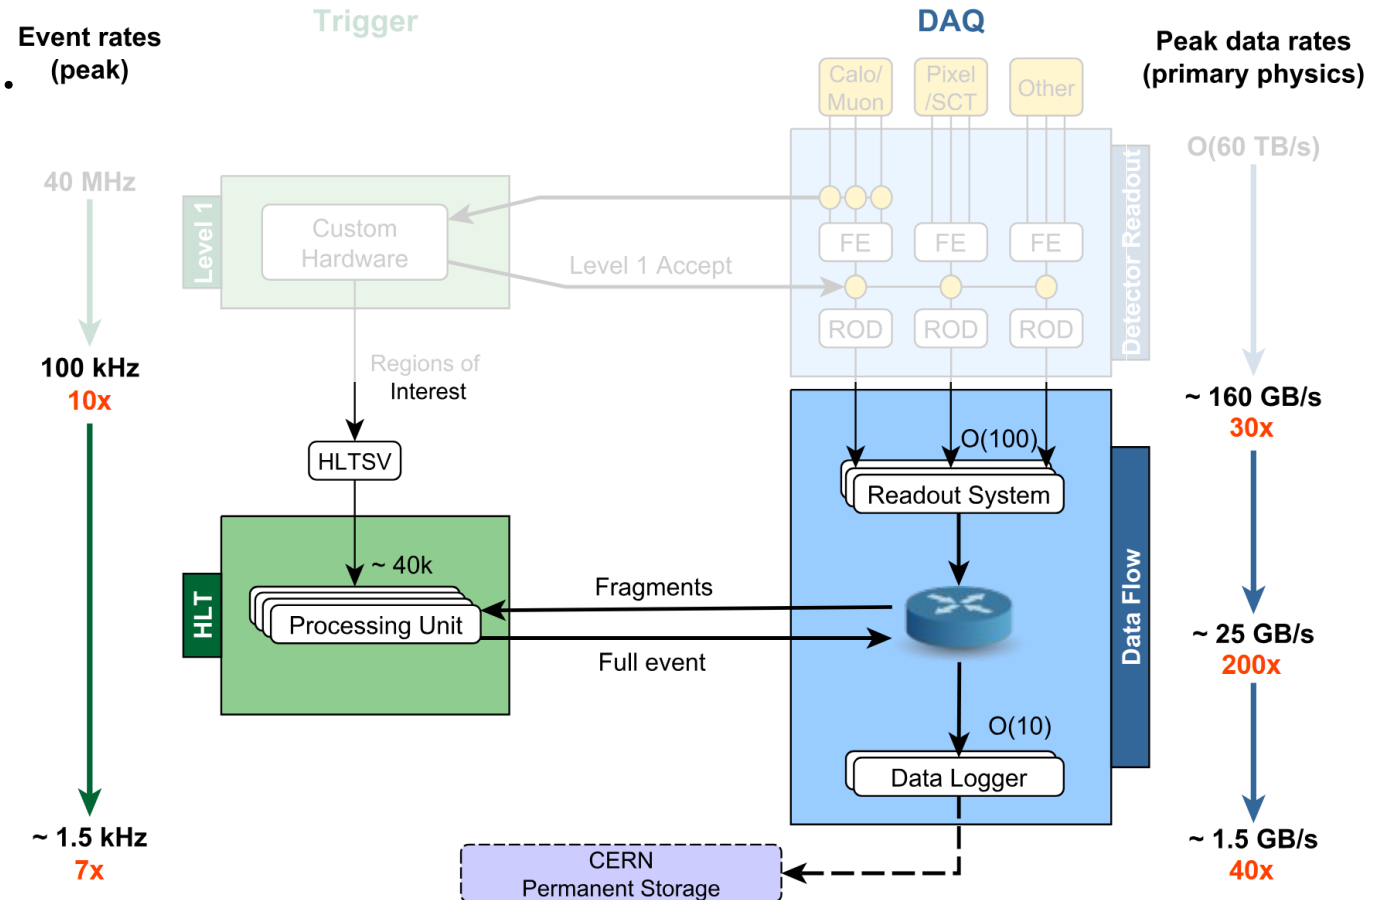 Trigger
DAQ
Event rates
(peak)
Peak data rates
(primary physics)
Calo/
Muon
Pixel
/SCT
Other
O(60 TB/s)
40 MHz
Level 1
Custom
Hardware
FE
FE
FE
Detector Readout
Level 1 Accept
ROD
ROD
ROD
100 kHz
10x
Regions of
Interest
~ 160 GB/s
30x
HLTSV
O(100)
Readout System
~ 40k
HLT
Processing Unit
Fragments
Full event
Data Flow
~ 25 GB/s
200x
O(10)
Data Logger
~ 1.5 kHz
7x
~ 1.5 GB/s
40x
CERN
Permanent Storage